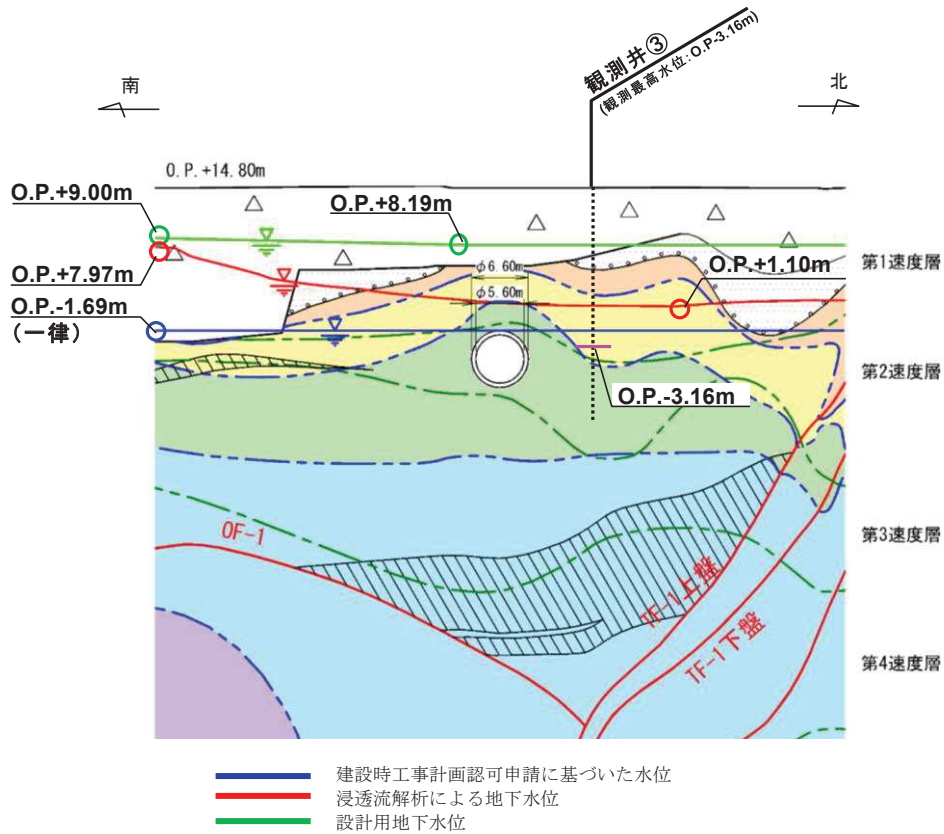 観測井③
(観測最高水位:O.P-3.16m)
南
北
O.P.+14.80m
O.P.+9.00m
O.P.+8.19m
O.P.+7.97m
φ6.60m
O.P.+1.10m
第1速度層
φ5.60m
O.P.-1.69m
(一律)
第2速度層
O.P.-3.16m
OF-1
第3速度層
TF-1上盤
TF-1下盤
第4速度層
建設時工事計画認可申請に基づいた水位
浸透流解析による地下水位
設計用地下水位